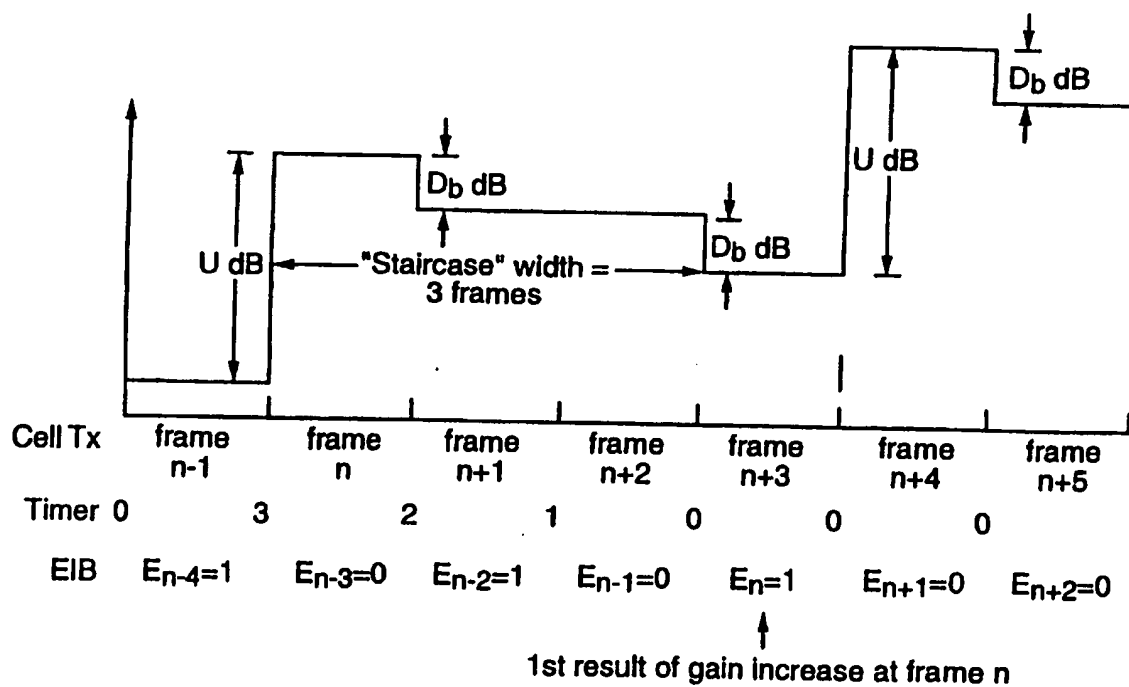 D_b dB
U dB
D_b dB
D_b dB
U dB
"Staircase" width =
3 frames
Cell Tx frame n-1 frame n frame n+1 frame n+2 frame n+3 frame n+4 frame n+5
Timer 0 3 2 1 0 0 0
EIB E_n-4=1 E_n-3=0 E_n-2=1 E_n-1=0 E_n=1 E_n+1=0 E_n+2=0
1st result of gain increase at frame n